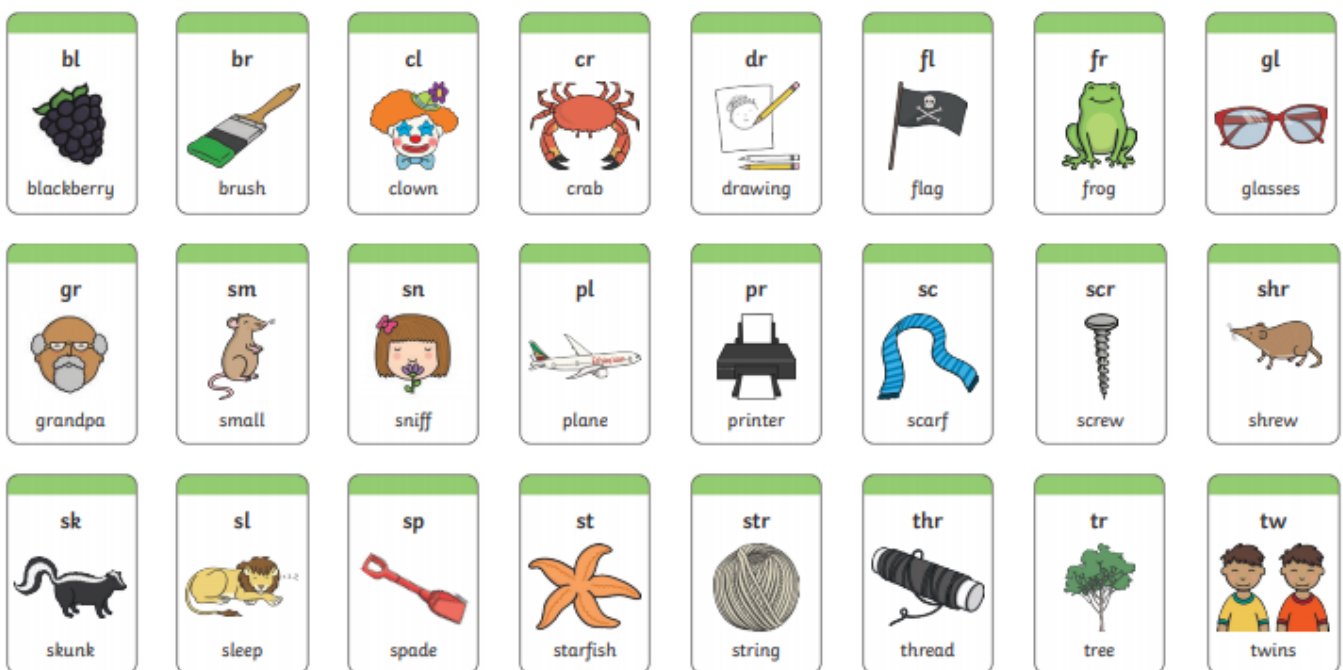 bl br cl cr dr fl fr gl
blackberry brush clown crab drawing flag frog glasses
gr sm sn pl pr sc scr shr
grandpa small sniff plane printer scarf screw shrew
sk sl sp st str thr tr tw
skunk sleep spade starfish string thread tree twins